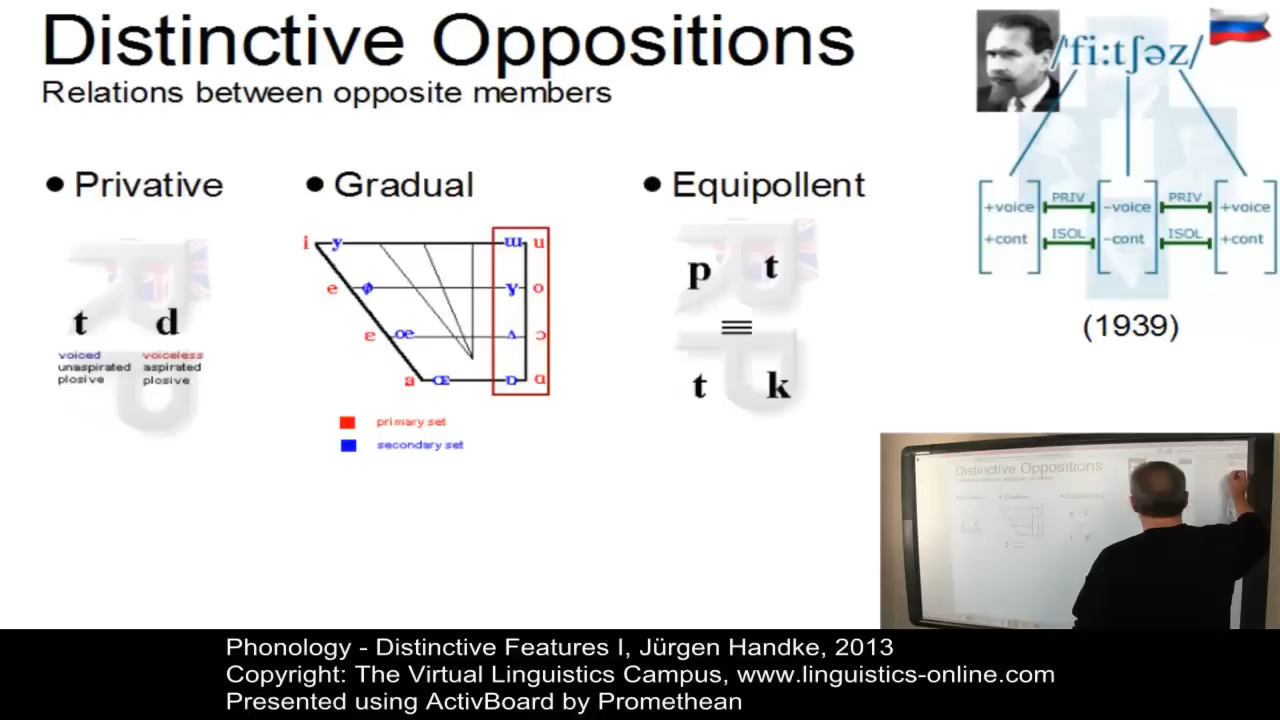 Distinctive Oppositions
Relations between opposite members
/ˈfiːtʃəz/
+voice PRIV -voice PRIV +voice
+cont ISOL -cont ISOL +cont
(1939)
• Privative
t d
voiced voiceless
unaspirated aspirated
plosive plosive
• Gradual
i y ɯ u
e ø ɤ o
ɛ œ ʌ ɔ
a ɶ ɒ ɑ
primary set
secondary set
• Equipollent
p t
≡
t k
Distinctive Oppositions
Phonology - Distinctive Features I, Jürgen Handke, 2013
Copyright: The Virtual Linguistics Campus, www.linguistics-online.com
Presented using ActivBoard by Promethean